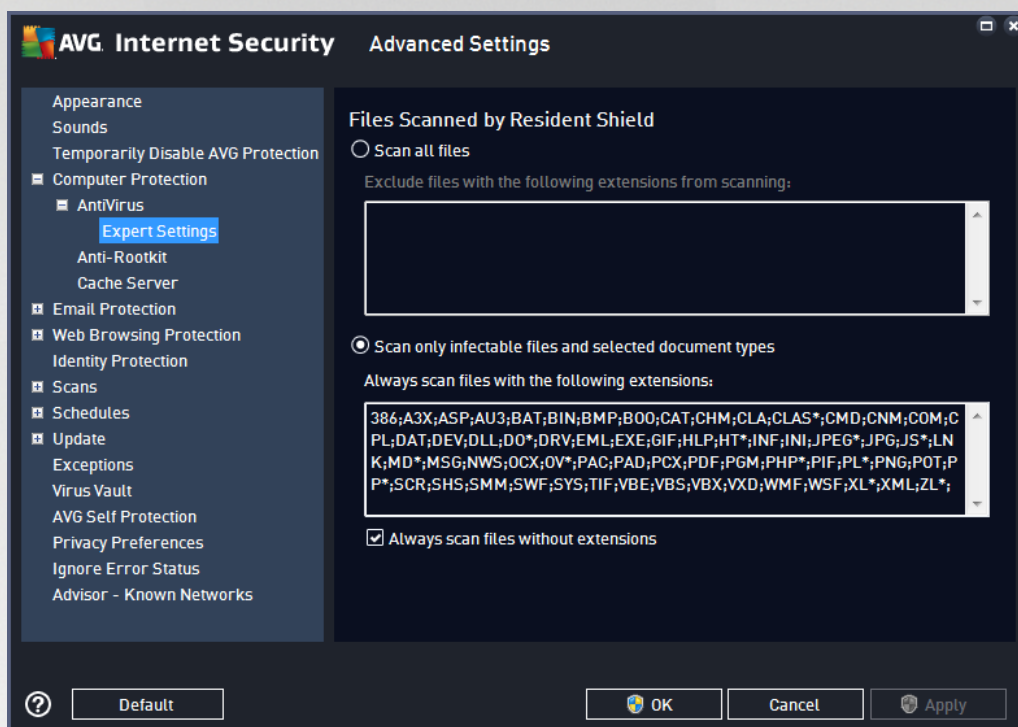 AVG. Internet Security Advanced Settings
Appearance
Sounds
Temporarily Disable AVG Protection
Computer Protection
AntiVirus
Expert Settings
Anti-Rootkit
Cache Server
Email Protection
Web Browsing Protection
Identity Protection
Scans
Schedules
Update
Exceptions
Virus Vault
AVG Self Protection
Privacy Preferences
Ignore Error Status
Advisor - Known Networks
Files Scanned by Resident Shield
Scan all files
Exclude files with the following extensions from scanning:
Scan only infectable files and selected document types
Always scan files with the following extensions:
386;A3X;ASP;AU3;BAT;BIN;BMP;BOO;CAT;CHM;CLA;CLAS*;CMD;CNM;COM;C
PL;DAT;DEV;DLL;DO*;DRV;EML;EXE;GIF;HLP;HT*;INF;INI;JPEG*;JPG;JS*;LN
K;MD*;MSG;NWS;OCX;OV*;PAC;PAD;PCX;PDF;PGM;PHP*;PIF;PL*;PNG;POT;P
P*;SCR;SHS;SMM;SWF;SYS;TIF;VBE;VBS;VBX;VXD;WMF;WSF;XL*;XML;ZL*;
Always scan files without extensions
? Default OK Cancel Apply